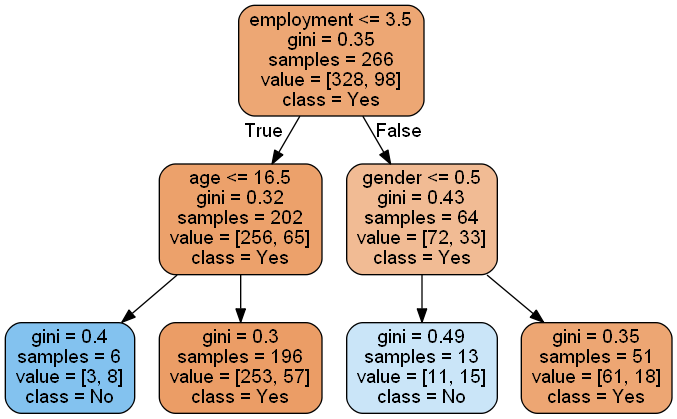 employment <= 3.5
gini = 0.35
samples = 266
value = [328, 98]
class = Yes
True
False
age <= 16.5
gini = 0.32
samples = 202
value = [256, 65]
class = Yes
gender <= 0.5
gini = 0.43
samples = 64
value = [72, 33]
class = Yes
gini = 0.4
samples = 6
value = [3, 8]
class = No
gini = 0.3
samples = 196
value = [253, 57]
class = Yes
gini = 0.49
samples = 13
value = [11, 15]
class = No
gini = 0.35
samples = 51
value = [61, 18]
class = Yes